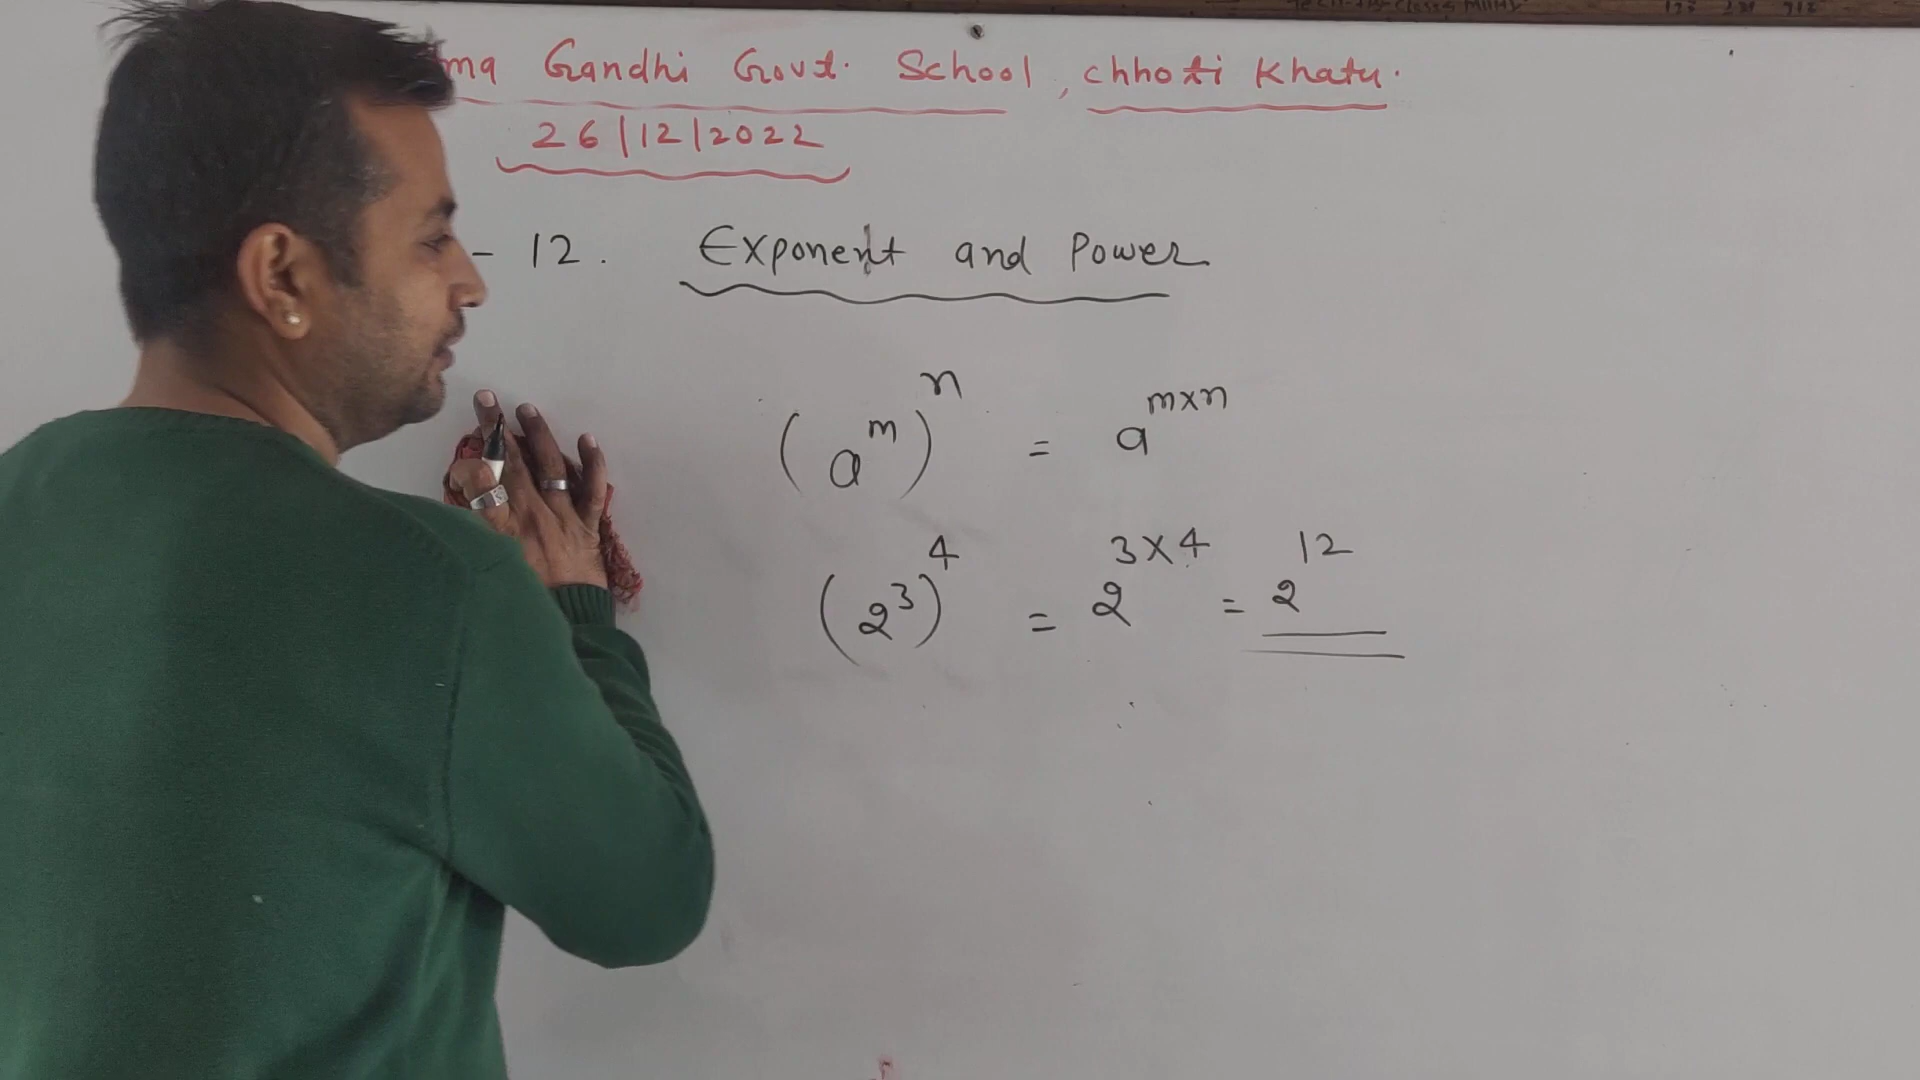 ma Gandhi Govt. School, chhoti Khatu.
26/12/2022
- 12. Exponent and Power
(a^m)^n = a^m×n
(2^3)^4 = 2^3×4 = 2^12